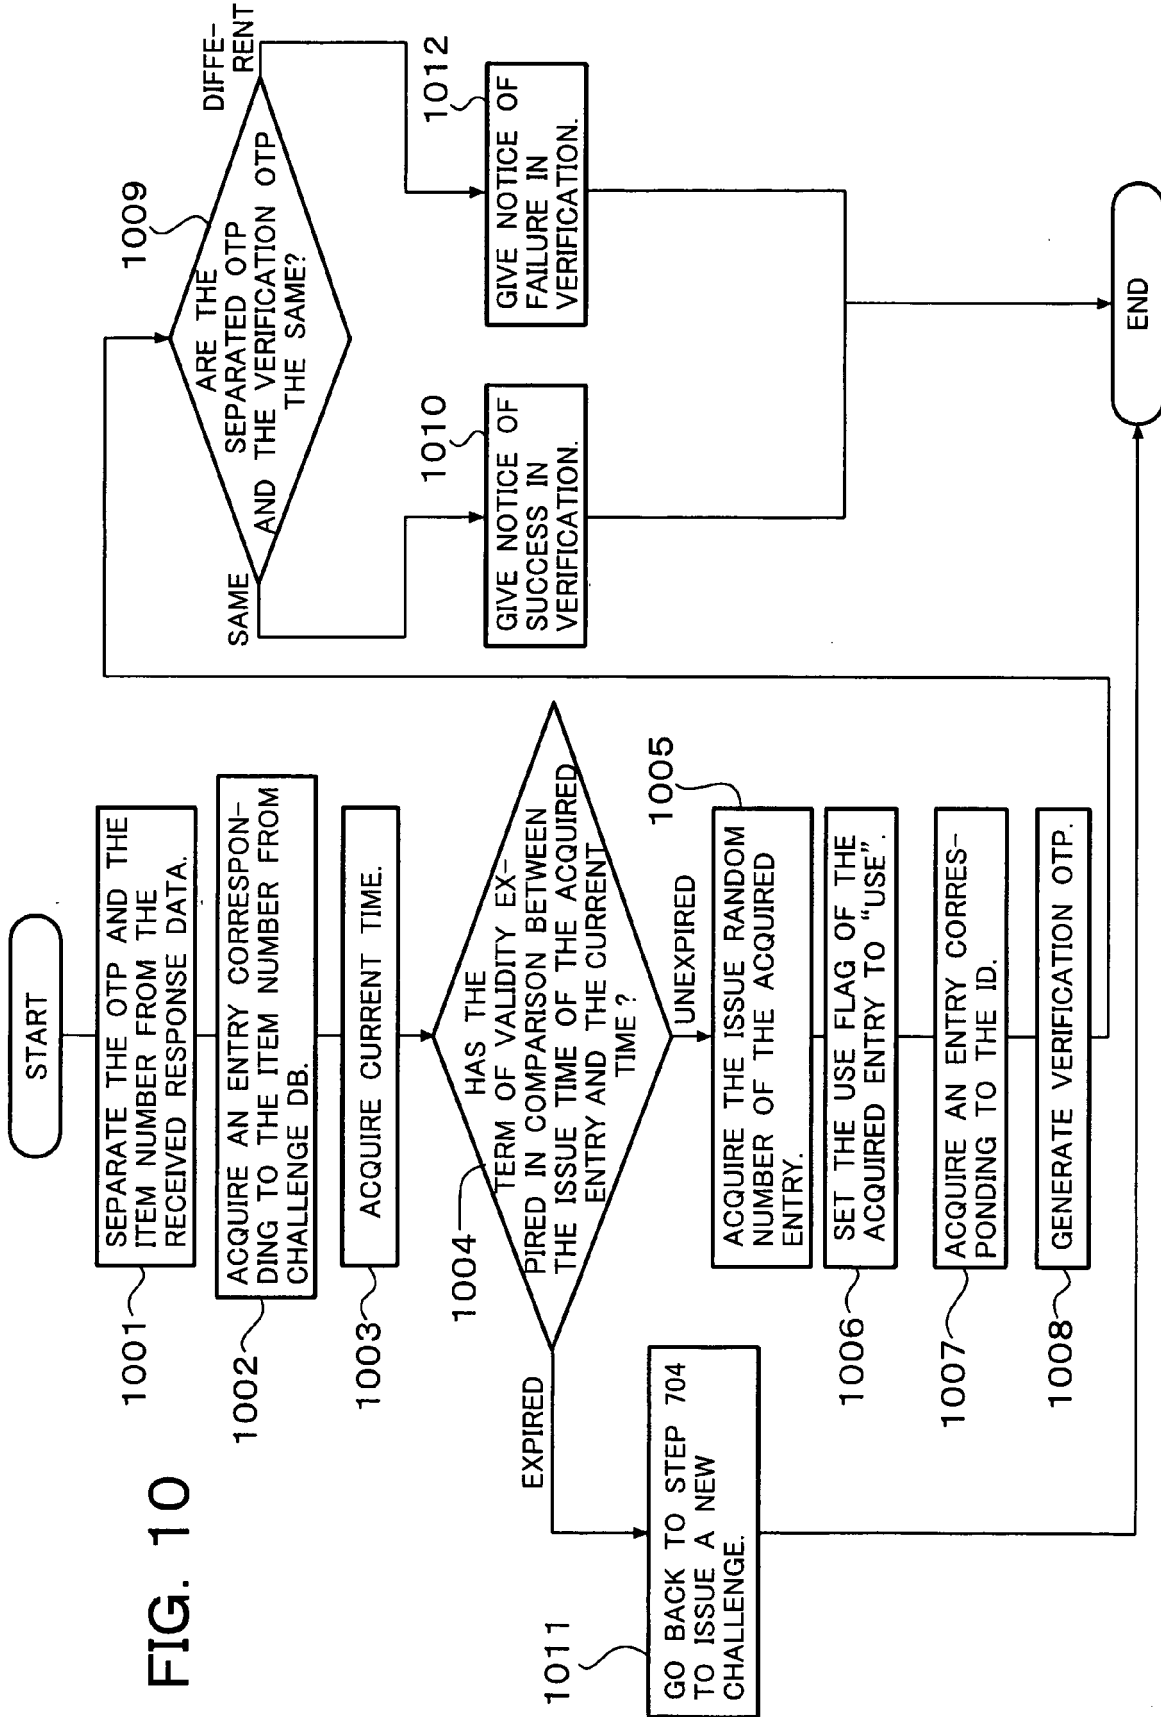 FIG. 10
START
1001
SEPARATE THE OTP AND THE
ITEM NUMBER FROM THE
RECEIVED RESPONSE DATA.
1002
ACQUIRE AN ENTRY CORRESPON-
DING TO THE ITEM NUMBER FROM
CHALLENGE DB.
1003
ACQUIRE CURRENT TIME.
1004
HAS THE
TERM OF VALIDITY EX-
PIRED IN COMPARISON BETWEEN
THE ISSUE TIME OF THE ACQUIRED
ENTRY AND THE CURRENT
TIME?
EXPIRED
UNEXPIRED
1011
GO BACK TO STEP 704
TO ISSUE A NEW
CHALLENGE.
1005
ACQUIRE THE ISSUE RANDOM
NUMBER OF THE ACQUIRED
ENTRY.
1006
SET THE USE FLAG OF THE
ACQUIRED ENTRY TO “USE”.
1007
ACQUIRE AN ENTRY CORRES-
PONDING TO THE ID.
1008
GENERATE VERIFICATION OTP.
1009
ARE THE
SEPARATED OTP
AND THE VERIFICATION OTP
THE SAME?
SAME
DIFFE-
RENT
1010
GIVE NOTICE OF
SUCCESS IN
VERIFICATION.
1012
GIVE NOTICE OF
FAILURE IN
VERIFICATION.
END